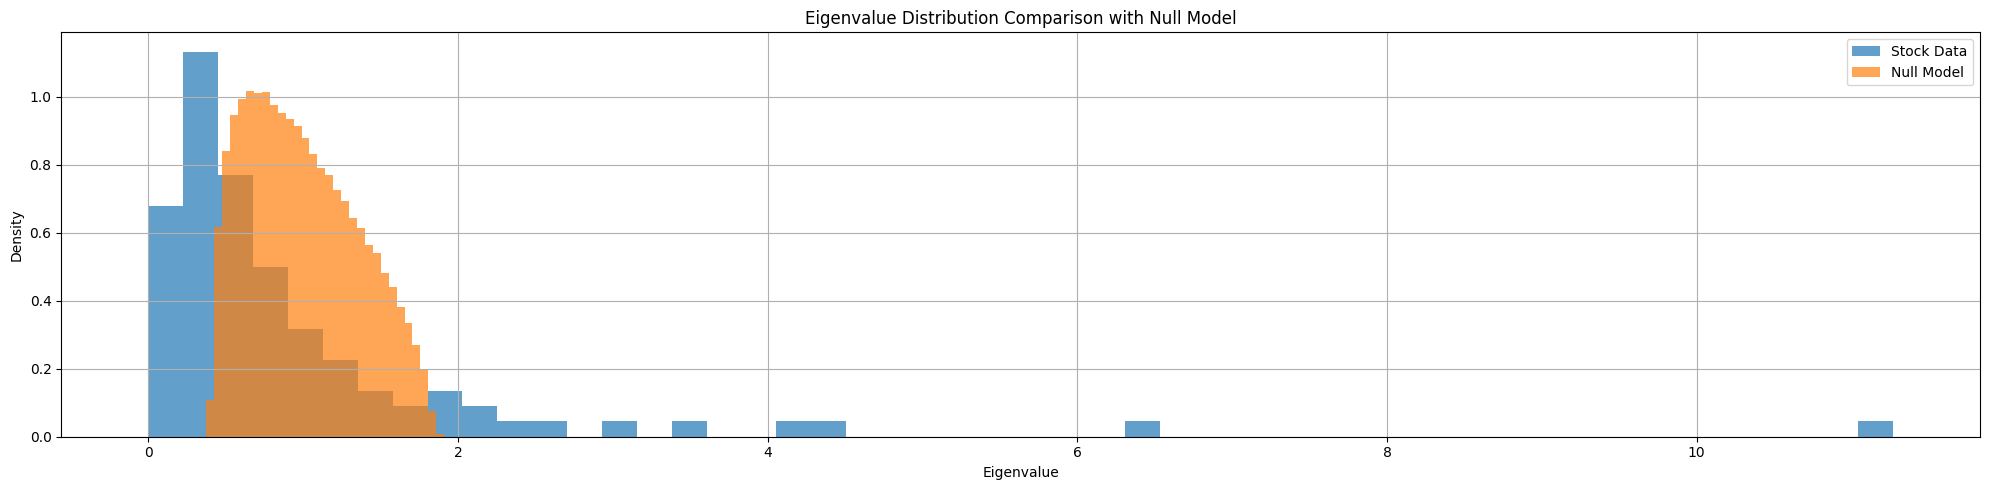 Eigenvalue Distribution Comparison with Null Model
Stock Data
Null Model
Density
1.0
0.8
0.6
0.4
0.2
0.0
0 2 4 6 8 10
Eigenvalue